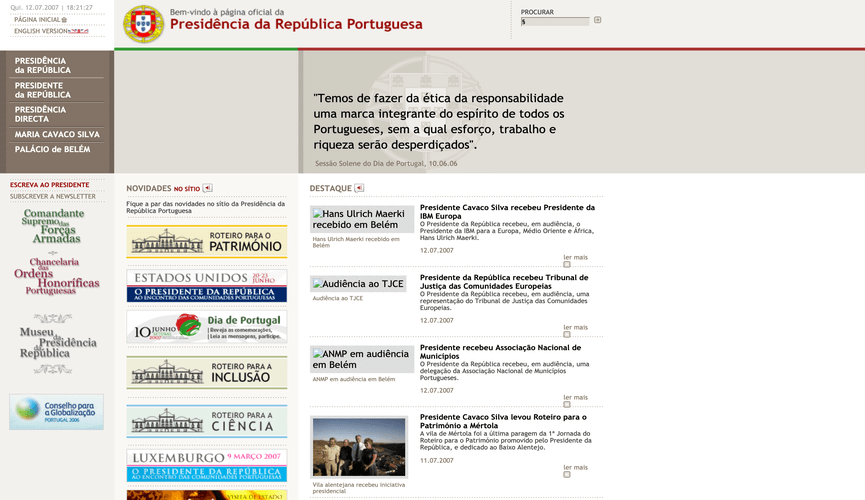 Qui. 12.07.2007 | 18:21:27
PÁGINA INICIAL
ENGLISH VERSION
Bem-vindo à página oficial da
Presidência da República Portuguesa
PROCURAR
s
PRESIDÊNCIA
da REPÚBLICA
PRESIDENTE
da REPÚBLICA
PRESIDÊNCIA
DIRECTA
MARIA CAVACO SILVA
PALÁCIO de BELÉM
"Temos de fazer da ética da responsabilidade
uma marca integrante do espírito de todos os
Portugueses, sem a qual esforço, trabalho e
riqueza serão desperdiçados".
Sessão Solene do Dia de Portugal, 10.06.06
ESCREVA AO PRESIDENTE
SUBSCREVER A NEWSLETTER
Comandante
Supremo das
Forças
Armadas
Chancelaria
das
Ordens
Honoríficas
Portuguesas
Museu
da
Presidência
da
República
Conselho para
a Globalização
PORTUGAL 2006
NOVIDADES NO SÍTIO
Fique a par das novidades no sítio da Presidência da
República Portuguesa
ROTEIRO PARA O
PATRIMÓNIO
ESTADOS UNIDOS 20-23
JUNHO
O PRESIDENTE DA REPÚBLICA
AO ENCONTRO DAS COMUNIDADES PORTUGUESAS
10 JUNHO
2007
Dia de Portugal
| Reveja as comemorações,
| Leia as mensagens, participe.
ROTEIRO PARA A
INCLUSÃO
ROTEIRO PARA A
CIÊNCIA
LUXEMBURGO 9 MARÇO 2007
O PRESIDENTE DA REPÚBLICA
AO ENCONTRO DAS COMUNIDADES PORTUGUESAS
VISITA DE ESTADO
DESTAQUE
Hans Ulrich Maerki
recebido em Belém
Hans Ulrich Maerki recebido em
Belém
Presidente Cavaco Silva recebeu Presidente da
IBM Europa
O Presidente da República recebeu, em audiência, o
Presidente da IBM para a Europa, Médio Oriente e África,
Hans Ulrich Maerki.
12.07.2007
ler mais
Audiência ao TJCE
Audiência ao TJCE
Presidente da República recebeu Tribunal de
Justiça das Comunidades Europeias
O Presidente da República recebeu, em audiência, uma
representação do Tribunal de Justiça das Comunidades
Europeias.
12.07.2007
ler mais
ANMP em audiência
em Belém
ANMP em audiência em Belém
Presidente recebeu Associação Nacional de
Municípios
O Presidente da República recebeu, em audiência, uma
delegação da Associação Nacional de Municípios
Portugueses.
12.07.2007
ler mais
Vila alentejana recebeu iniciativa
presidencial
Presidente Cavaco Silva levou Roteiro para o
Património a Mértola
A vila de Mértola foi a última paragem da 1ª Jornada do
Roteiro para o Património promovido pelo Presidente da
República, e dedicado ao Baixo Alentejo.
11.07.2007
ler mais